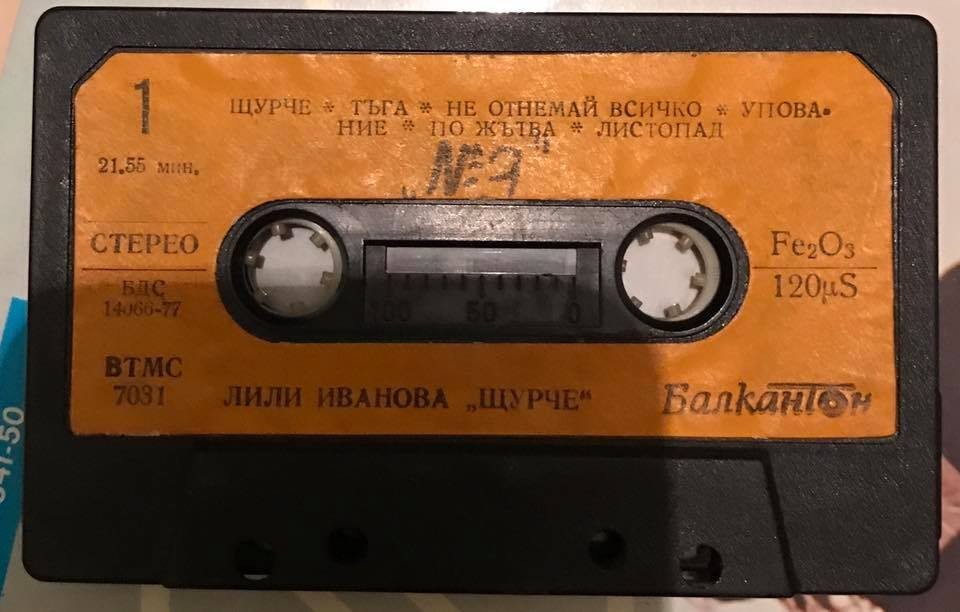 1
ЩУРЧЕ * ТЪГА * НЕ ОТНЕМАЙ ВСИЧКО * УПОВА-
НИЕ * ПО ЖЪТВА * ЛИСТОПАД
„№7“
21.55 мин.
СТЕРЕО
БДС
14066-77
ВТМС
7031
Fe₂O₃
120μS
100 50 0
ЛИЛИ ИВАНОВА „ЩУРЧЕ“
Балкантон